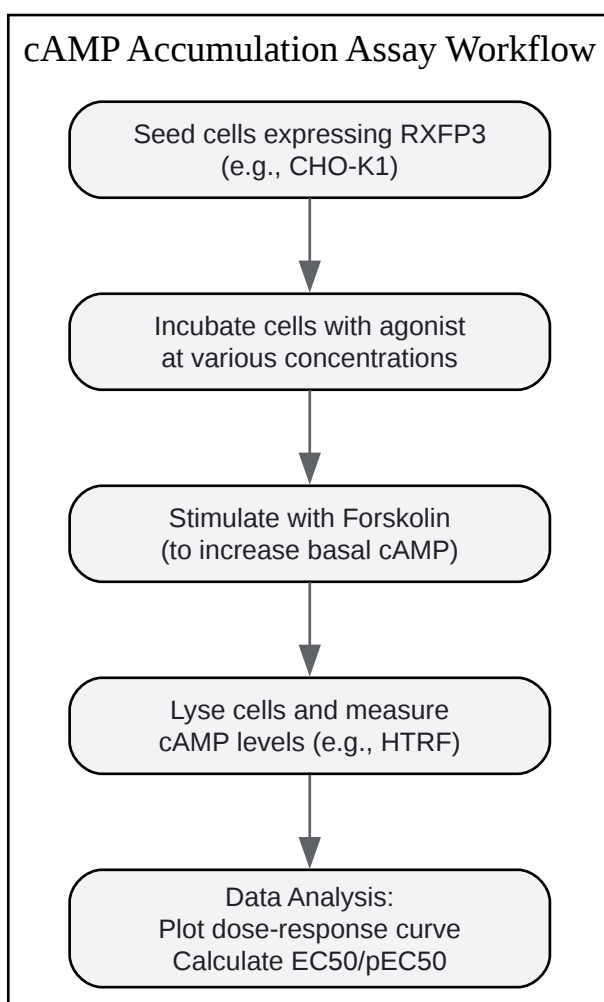 cAMP Accumulation Assay Workflow
Seed cells expressing RXFP3
(e.g., CHO-K1)
Incubate cells with agonist
at various concentrations
Stimulate with Forskolin
(to increase basal cAMP)
Lyse cells and measure
cAMP levels (e.g., HTRF)
Data Analysis:
Plot dose-response curve
Calculate EC50/pEC50